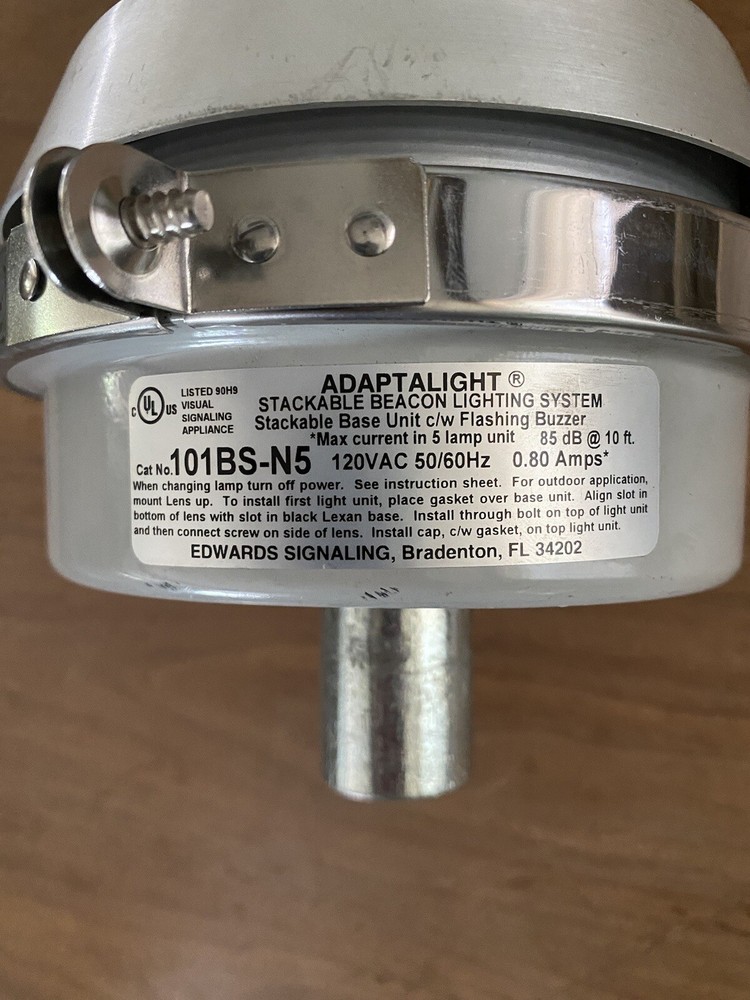 ADAPTALIGHT ®
C UL US
LISTED 90H9
VISUAL
SIGNALING
APPLIANCE
STACKABLE BEACON LIGHTING SYSTEM
Stackable Base Unit c/w Flashing Buzzer
*Max current in 5 lamp unit 85 dB @ 10 ft.
Cat No.101BS-N5 120VAC 50/60Hz 0.80 Amps*
When changing lamp turn off power. See instruction sheet. For outdoor application,
mount Lens up. To install first light unit, place gasket over base unit. Align slot in
bottom of lens with slot in black Lexan base. Install through bolt on top of light unit
and then connect screw on side of lens. Install cap, c/w gasket, on top light unit.
EDWARDS SIGNALING, Bradenton, FL 34202